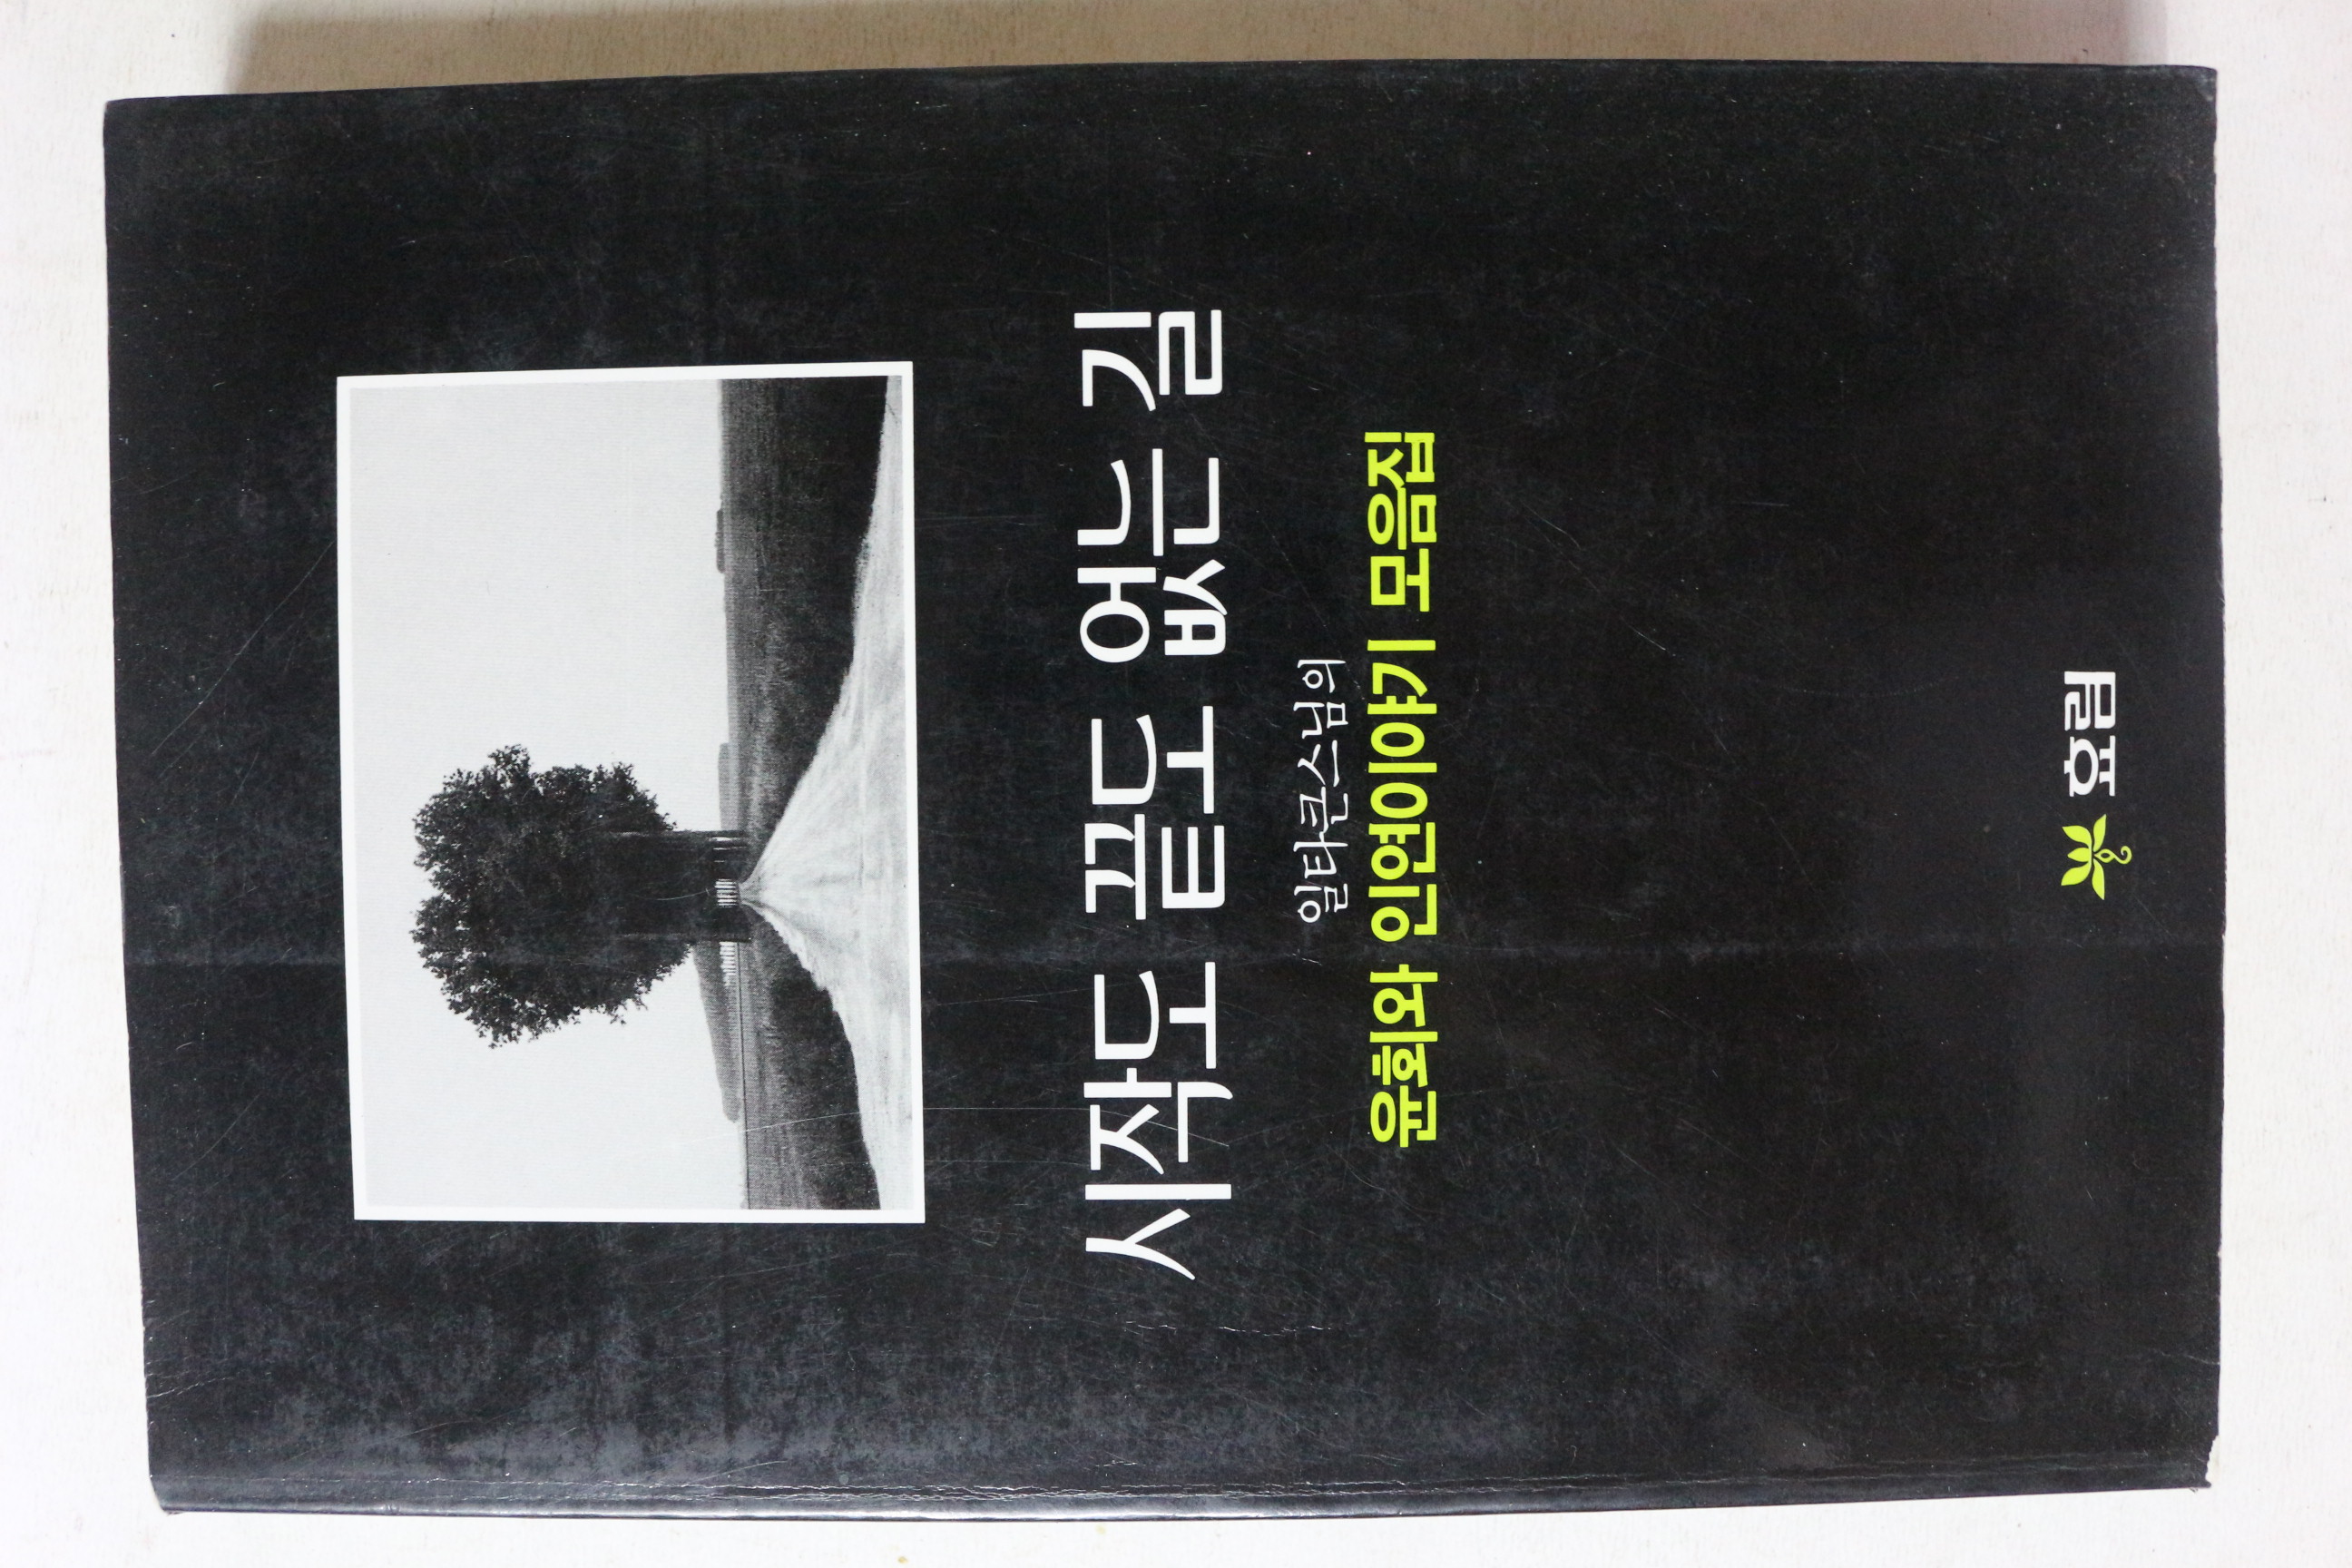 시작도 끝도 없는 길
일타큰스님의
윤회와 인연이야기 모음집
효림